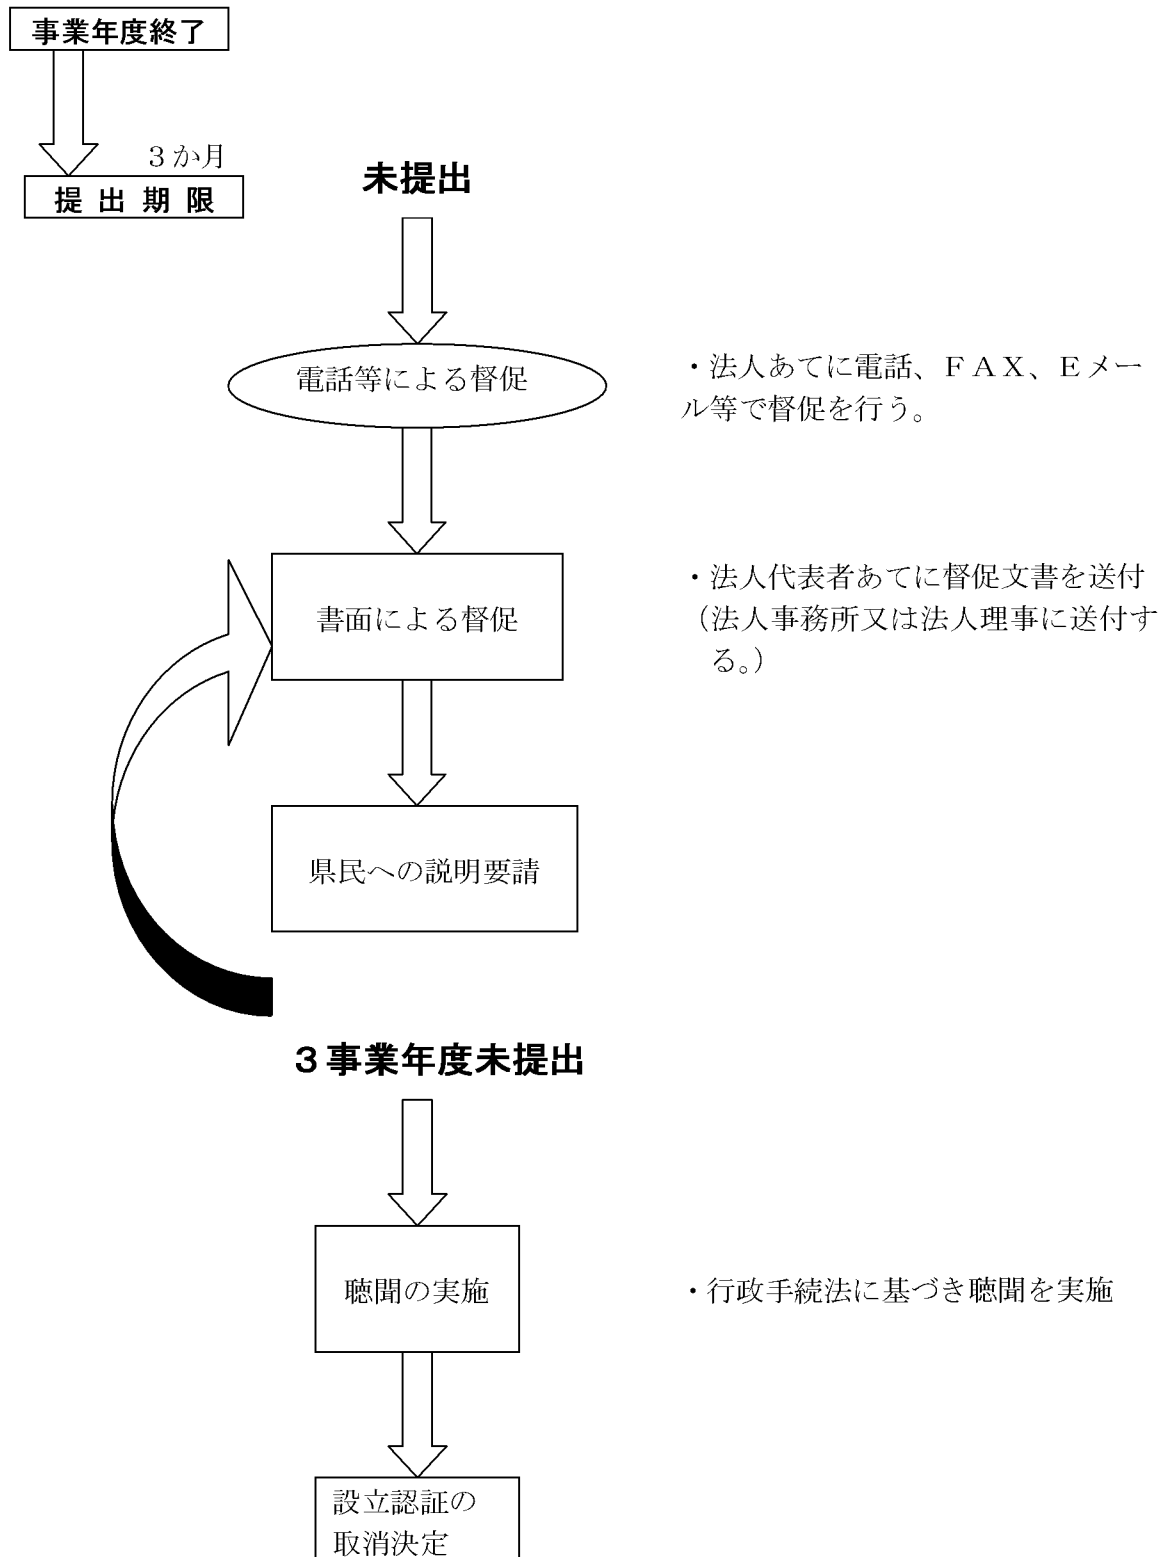 事業年度終了
３か月
提出期限
未提出
電話等による督促
・法人あてに電話、ＦＡＸ、Ｅメー
ル等で督促を行う。
書面による督促
・法人代表者あてに督促文書を送付
（法人事務所又は法人理事に送付す
る。）
県民への説明要請
３事業年度未提出
聴聞の実施
・行政手続法に基づき聴聞を実施
設立認証の
取消決定